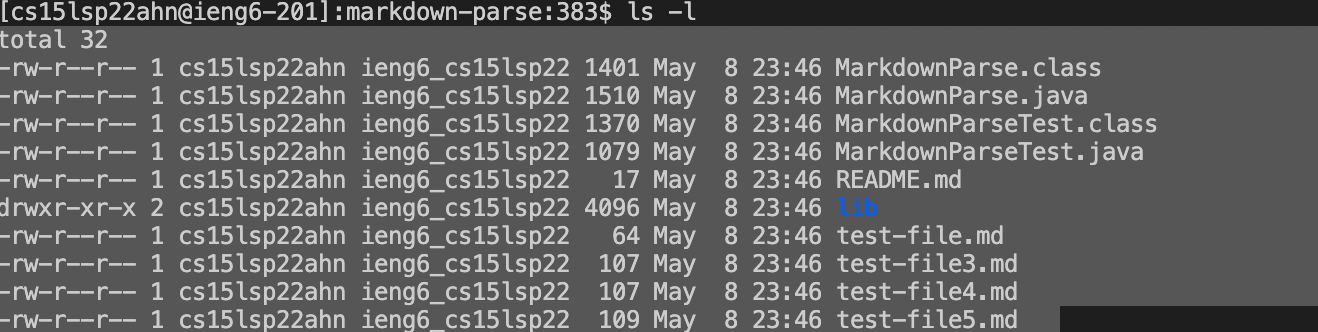 [cs15lsp22ahn@ieng6-201]:markdown-parse:383$ ls -l
total 32
-rw-r--r-- 1 cs15lsp22ahn ieng6_cs15lsp22 1401 May  8 23:46 MarkdownParse.class
-rw-r--r-- 1 cs15lsp22ahn ieng6_cs15lsp22 1510 May  8 23:46 MarkdownParse.java
-rw-r--r-- 1 cs15lsp22ahn ieng6_cs15lsp22 1370 May  8 23:46 MarkdownParseTest.class
-rw-r--r-- 1 cs15lsp22ahn ieng6_cs15lsp22 1079 May  8 23:46 MarkdownParseTest.java
-rw-r--r-- 1 cs15lsp22ahn ieng6_cs15lsp22   17 May  8 23:46 README.md
drwxr-xr-x 2 cs15lsp22ahn ieng6_cs15lsp22 4096 May  8 23:46 lib
-rw-r--r-- 1 cs15lsp22ahn ieng6_cs15lsp22   64 May  8 23:46 test-file.md
-rw-r--r-- 1 cs15lsp22ahn ieng6_cs15lsp22  107 May  8 23:46 test-file3.md
-rw-r--r-- 1 cs15lsp22ahn ieng6_cs15lsp22  107 May  8 23:46 test-file4.md
-rw-r--r-- 1 cs15lsp22ahn ieng6_cs15lsp22  109 May  8 23:46 test-file5.md